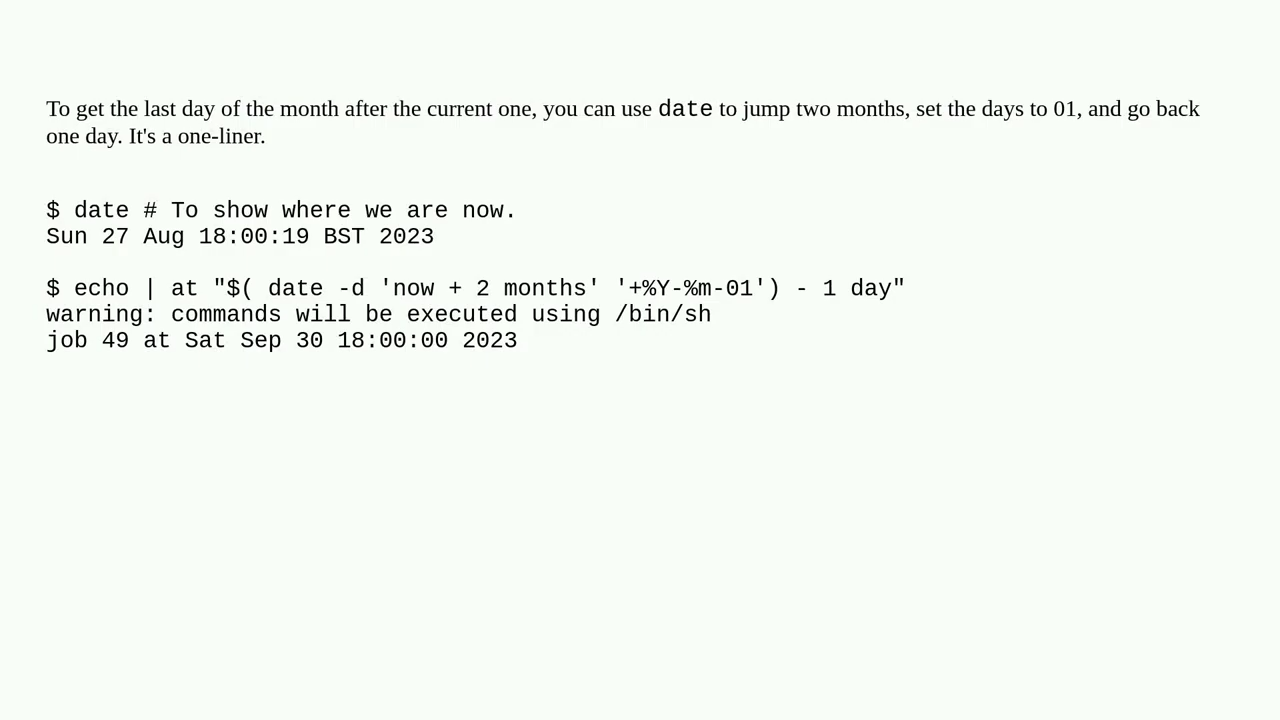 To get the last day of the month after the current one, you can use date to jump two months, set the days to 01, and go back
one day. It's a one-liner.
$ date # To show where we are now.
Sun 27 Aug 18:00:19 BST 2023
$ echo | at "$( date -d 'now + 2 months' '+%Y-%m-01') - 1 day"
warning: commands will be executed using /bin/sh
job 49 at Sat Sep 30 18:00:00 2023